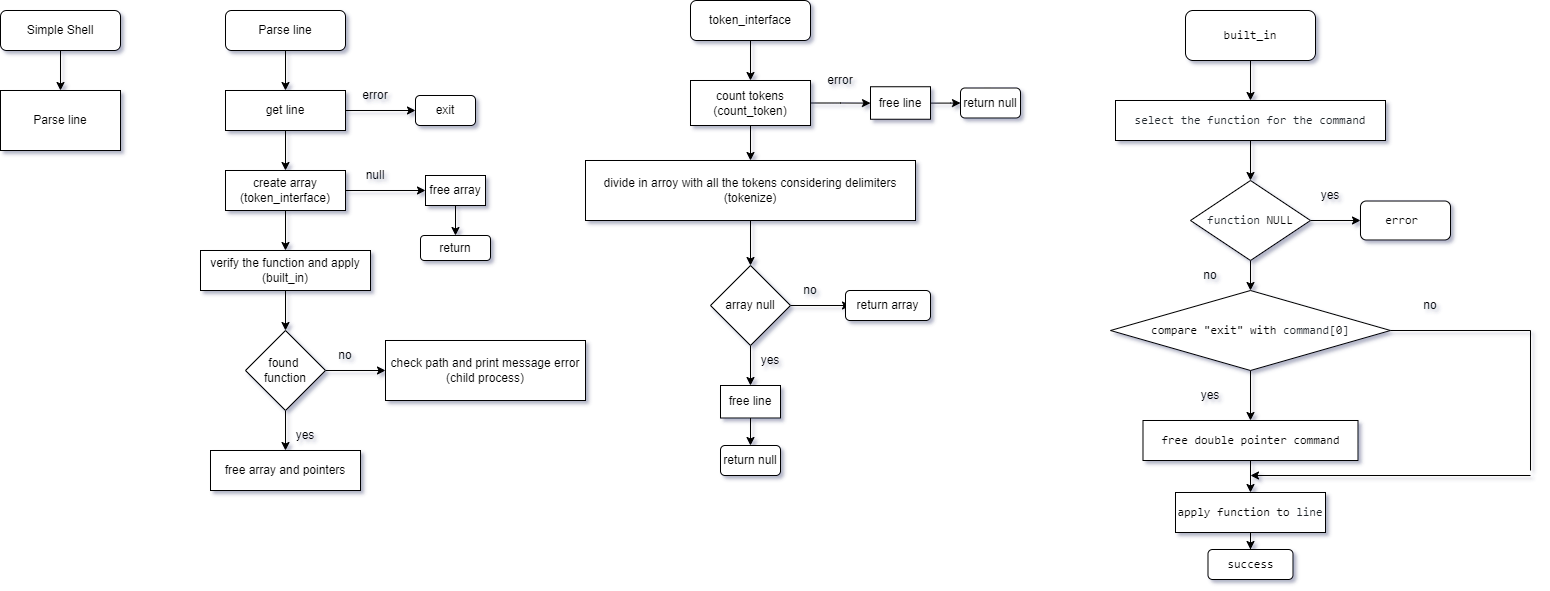 Simple Shell
Parse line
Parse line
get line
error
exit
create array
(token_interface)
null
free array
return
verify the function and apply
(built_in)
found
function
no
check path and print message error
(child process)
yes
free array and pointers
token_interface
count tokens
(count_token)
error
free line
return null
divide in arroy with all the tokens considering delimiters
(tokenize)
array null
no
return array
yes
free line
return null
built_in
select the function for the command
function NULL
yes
error
no
compare "exit" with command[0]
no
yes
free double pointer command
apply function to line
success